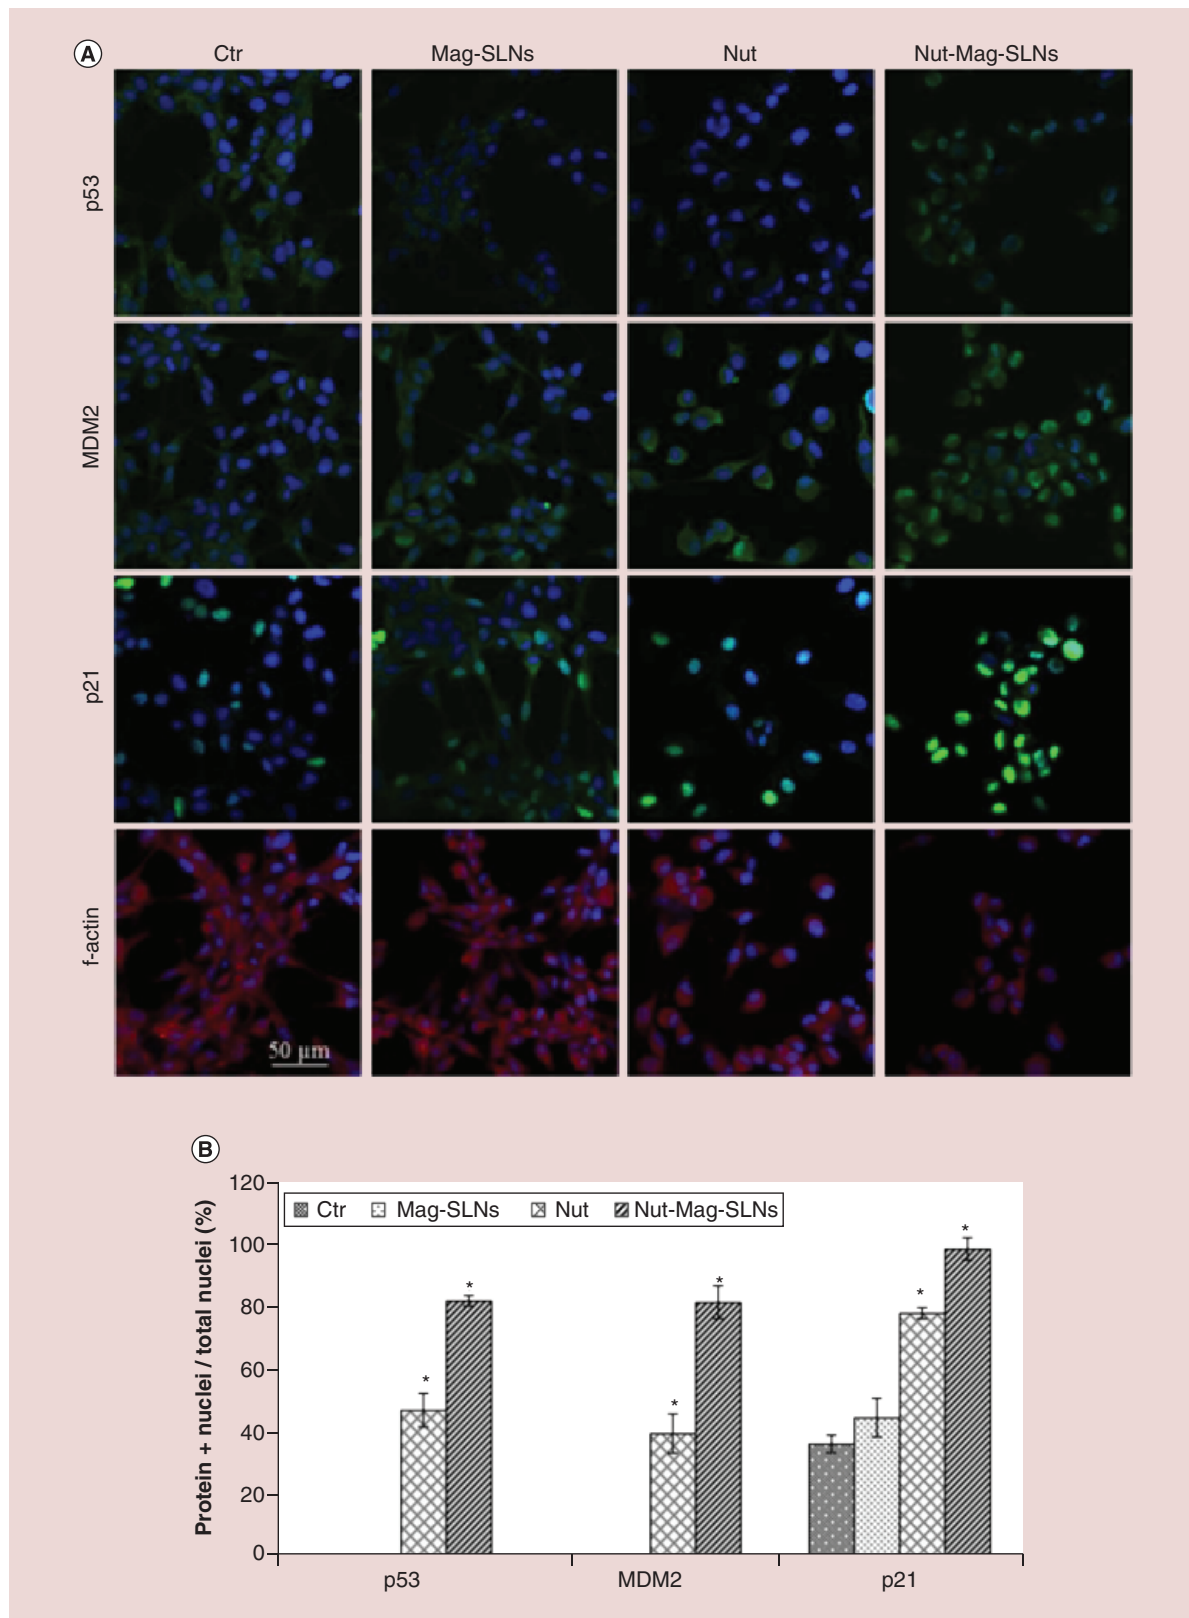 A
Ctr Mag-SLNs Nut Nut-Mag-SLNs
p53
MDM2
p21
f-actin
50 µm
B
Protein + nuclei / total nuclei (%)
120
100
80
60
40
20
0
Ctr Mag-SLNs Nut Nut-Mag-SLNs
* * * * * *
p53 MDM2 p21